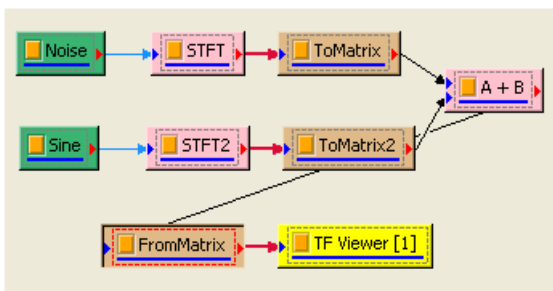 Noise
STFT
ToMatrix
A + B
Sine
STFT2
ToMatrix2
FromMatrix
TF Viewer [1]